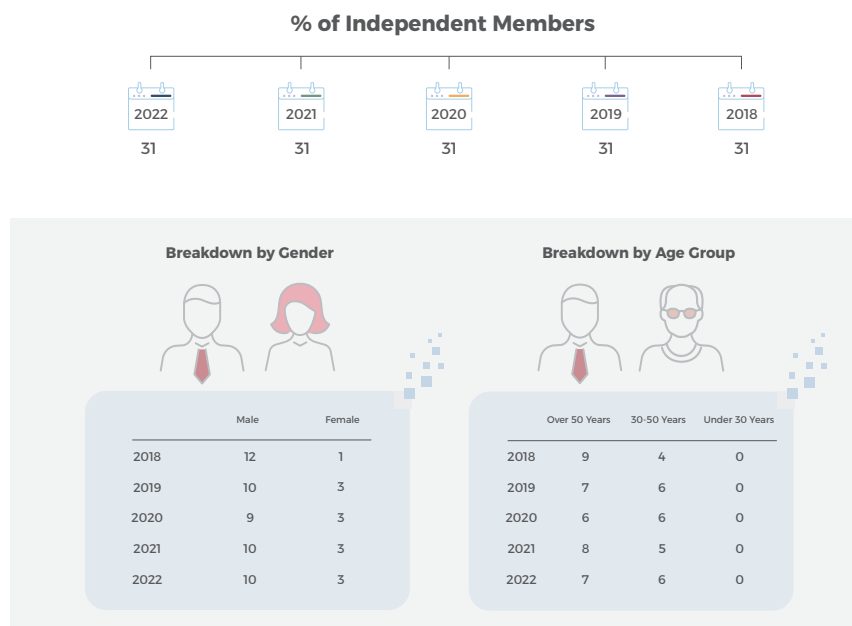 % of Independent Members
2022 2021 2020 2019 2018
31 31 31 31 31
Breakdown by Gender
Male Female
2018 12 1
2019 10 3
2020 9 3
2021 10 3
2022 10 3
Breakdown by Age Group
Over 50 Years 30-50 Years Under 30 Years
2018 9 4 0
2019 7 6 0
2020 6 6 0
2021 8 5 0
2022 7 6 0